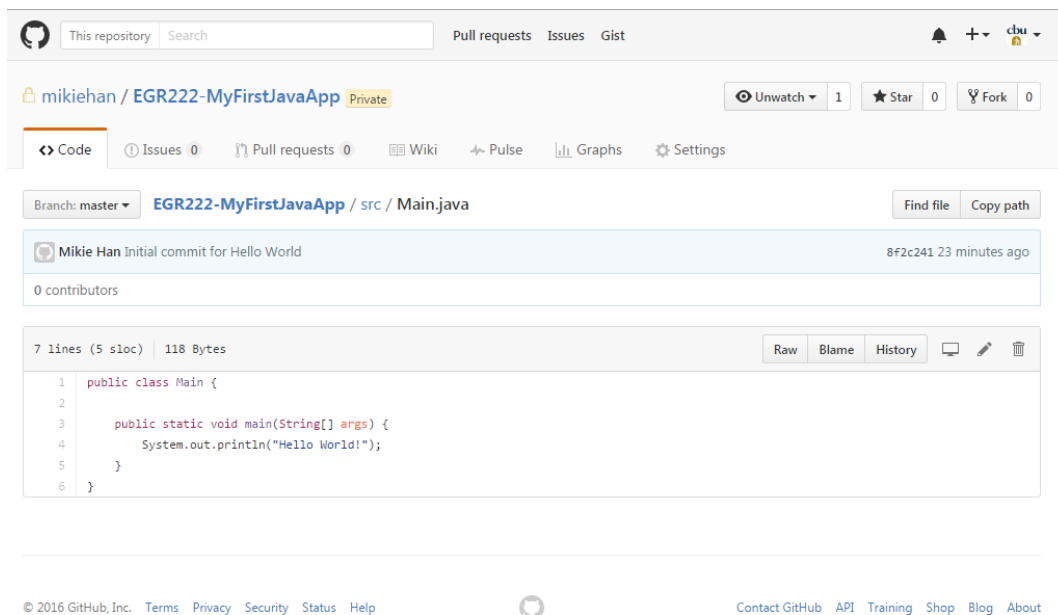 This repository Search Pull requests Issues Gist cbu
mikiehan / EGR222-MyFirstJavaApp Private Unwatch 1 Star 0 Fork 0
Code Issues 0 Pull requests 0 Wiki Pulse Graphs Settings
Branch: master EGR222-MyFirstJavaApp / src / Main.java Find file Copy path
Mikie Han Initial commit for Hello World 8f2c241 23 minutes ago
0 contributors
7 lines (5 sloc) 118 Bytes Raw Blame History
1 public class Main {
2
3 public static void main(String[] args) {
4 System.out.println("Hello World!");
5 }
6 }
© 2016 GitHub, Inc. Terms Privacy Security Status Help Contact GitHub API Training Shop Blog About